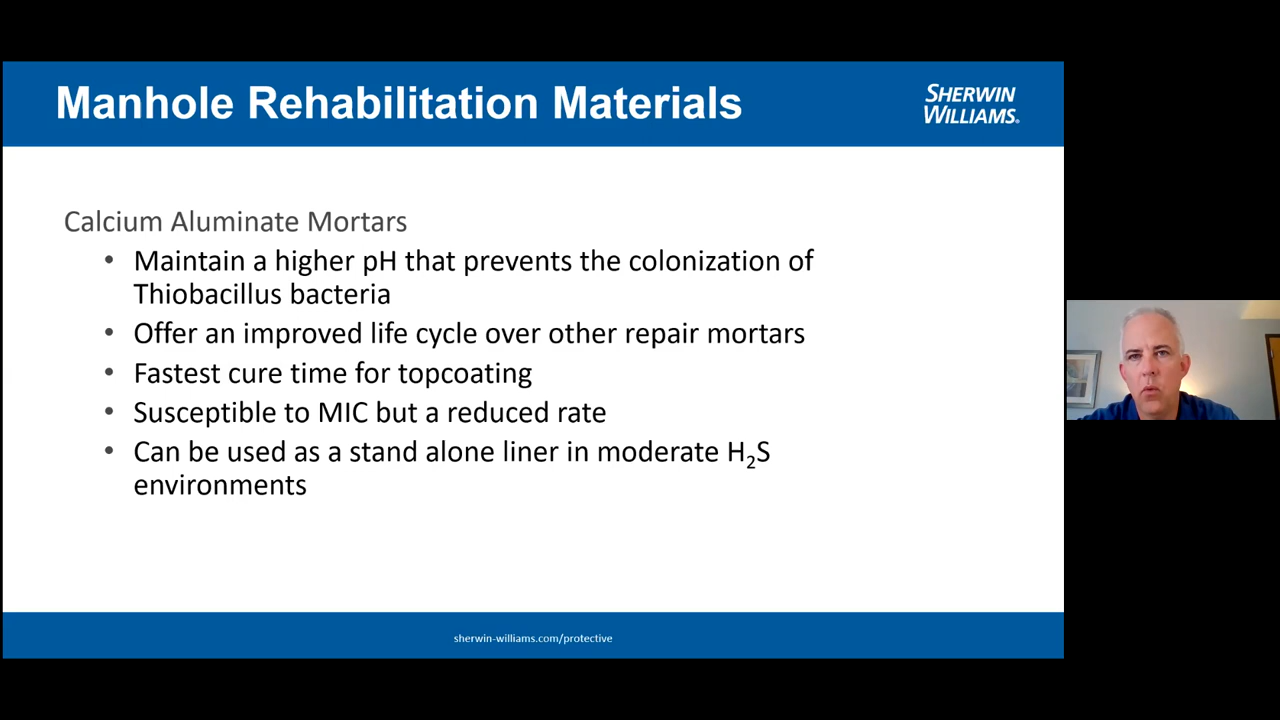 Manhole Rehabilitation Materials
SHERWIN
WILLIAMS.
Calcium Aluminate Mortars
• Maintain a higher pH that prevents the colonization of
Thiobacillus bacteria
• Offer an improved life cycle over other repair mortars
• Fastest cure time for topcoating
• Susceptible to MIC but a reduced rate
• Can be used as a stand alone liner in moderate H₂S
environments
sherwin-williams.com/protective